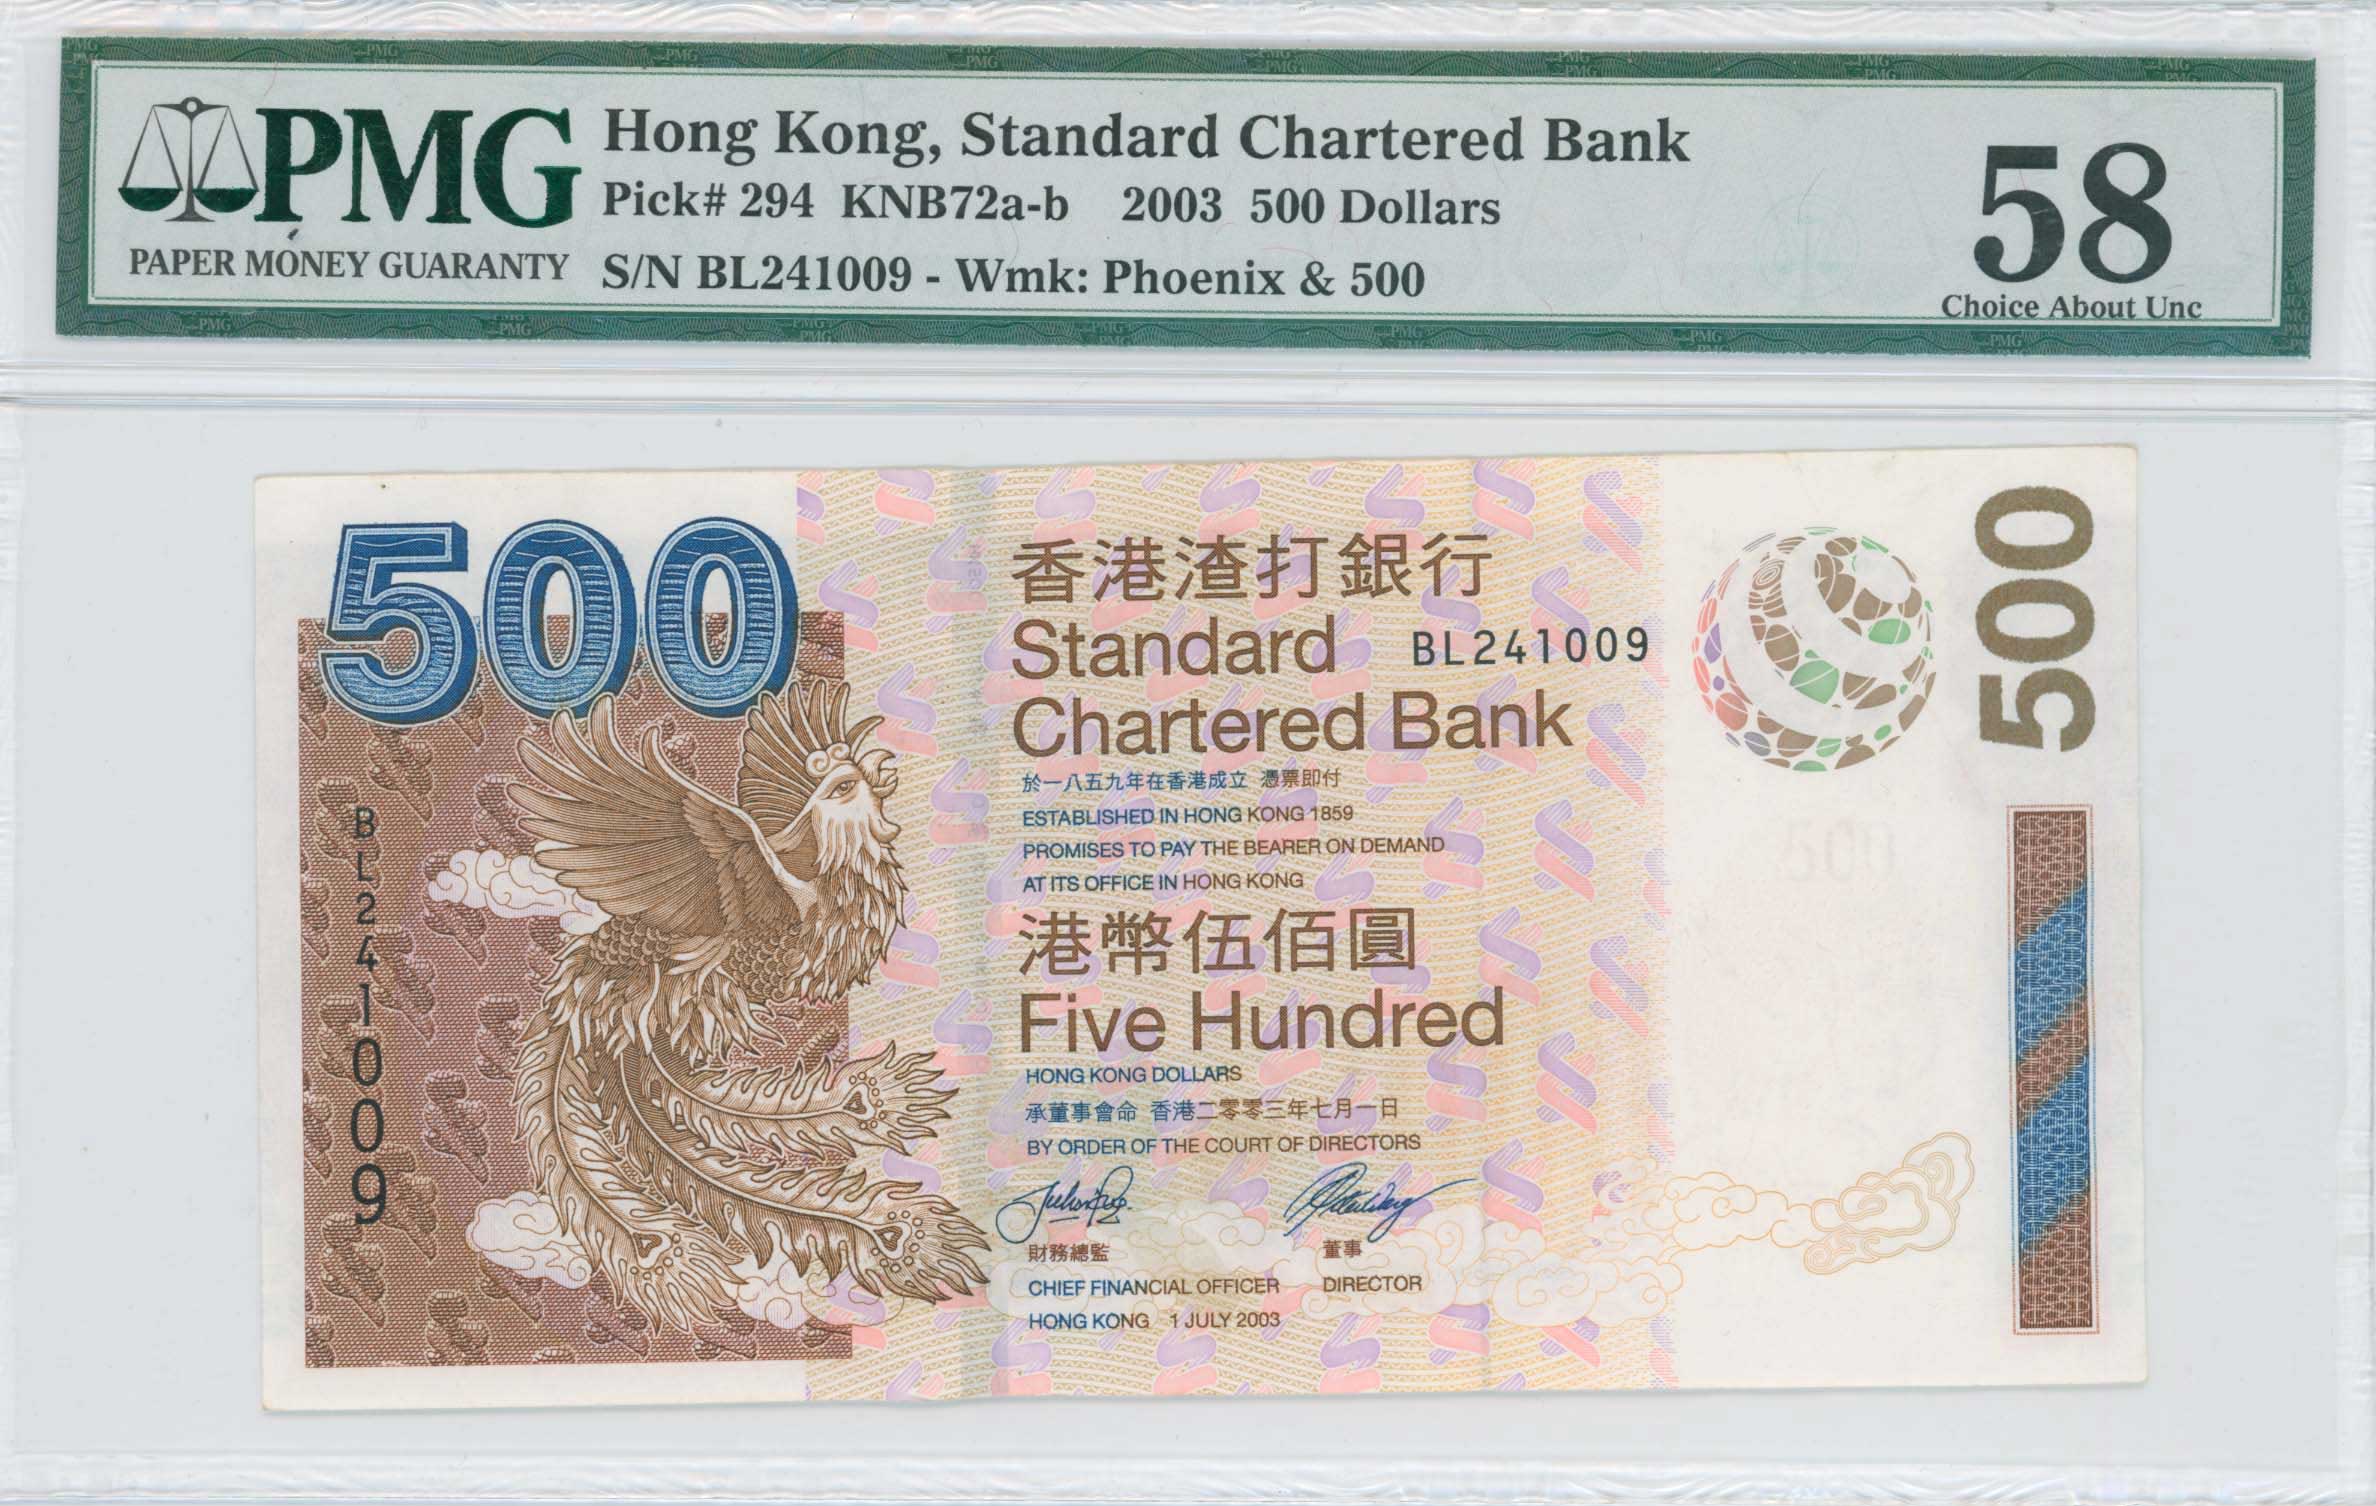 PMG
PAPER MONEY GUARANTY
Hong Kong, Standard Chartered Bank
Pick# 294 KNB72a-b 2003 500 Dollars
S/N BL241009 - Wmk: Phoenix & 500
58
Choice About Unc
500
香港渣打銀行
Standard
Chartered Bank
BL241009
於一八五九年在香港成立 憑票即付
ESTABLISHED IN HONG KONG 1859
PROMISES TO PAY THE BEARER ON DEMAND
AT ITS OFFICE IN HONG KONG
港幣伍佰圓
Five Hundred
HONG KONG DOLLARS
承董事會命 香港二零零三年七月一日
BY ORDER OF THE COURT OF DIRECTORS
財務總監
CHIEF FINANCIAL OFFICER
董事
DIRECTOR
HONG KONG 1 JULY 2003
BL241009
500
500